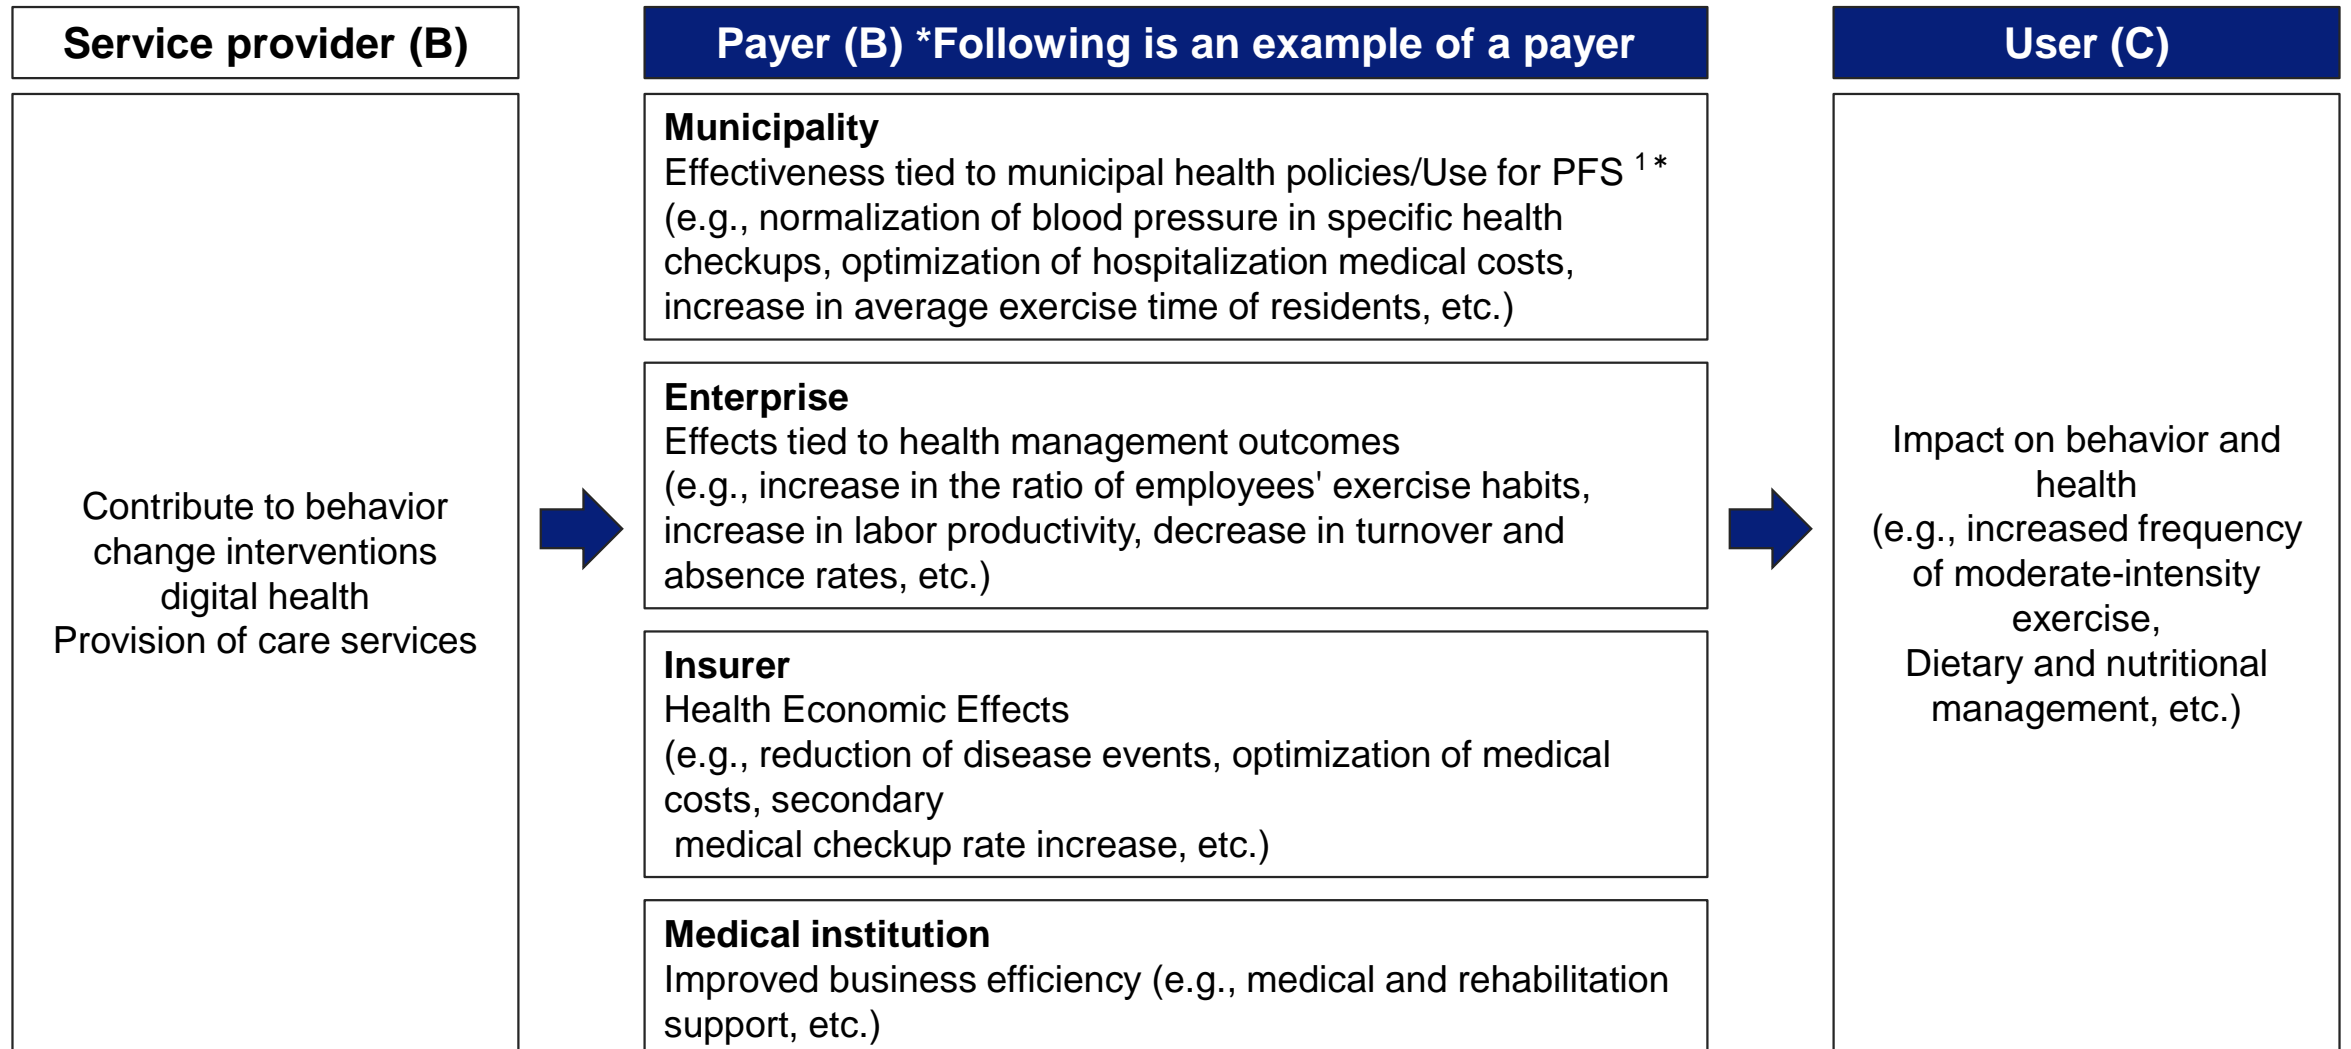 Service provider (B)
Contribute to behavior
change interventions
digital health
Provision of care services
Payer (B) *Following is an example of a payer
Municipality
Effectiveness tied to municipal health policies/Use for PFS ¹*
(e.g., normalization of blood pressure in specific health
checkups, optimization of hospitalization medical costs,
increase in average exercise time of residents, etc.)
Enterprise
Effects tied to health management outcomes
(e.g., increase in the ratio of employees' exercise habits,
increase in labor productivity, decrease in turnover and
absence rates, etc.)
Insurer
Health Economic Effects
(e.g., reduction of disease events, optimization of medical
costs, secondary
medical checkup rate increase, etc.)
Medical institution
Improved business efficiency (e.g., medical and rehabilitation
support, etc.)
User (C)
Impact on behavior and
health
(e.g., increased frequency
of moderate-intensity
exercise,
Dietary and nutritional
management, etc.)